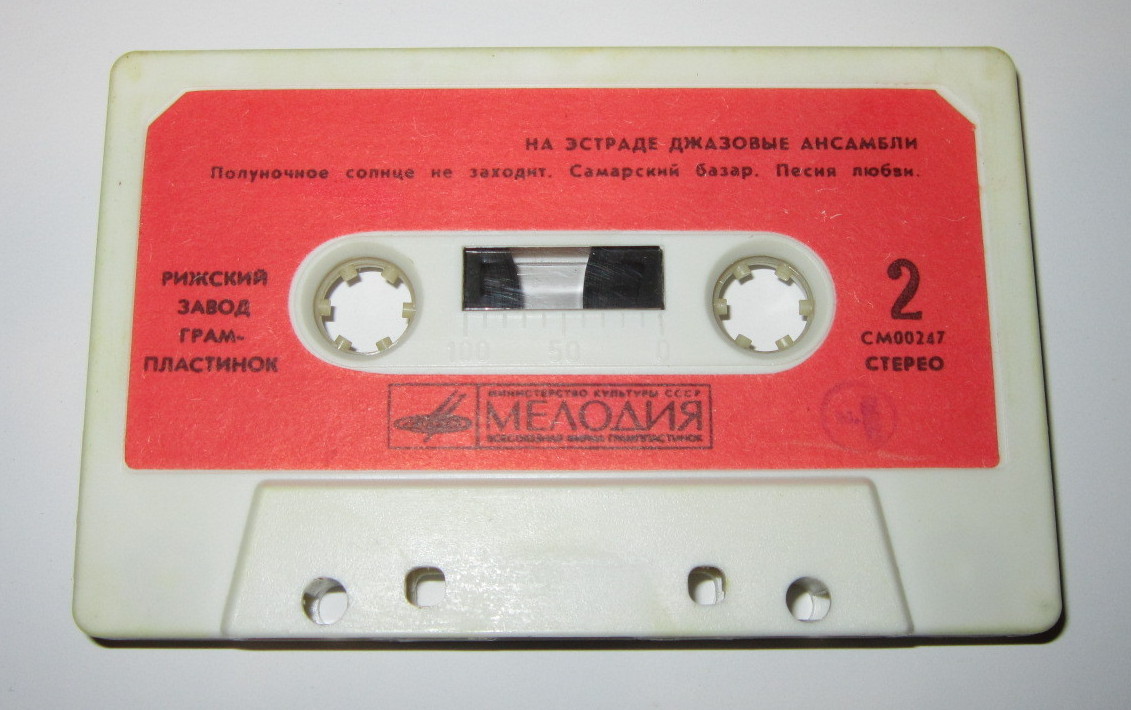 НА ЭСТРАДЕ ДЖАЗОВЫЕ АНСАМБЛИ
Полуночное солнце не заходит. Самарский базар. Песня любви.
РИЖСКИЙ
ЗАВОД
ГРАМ-
ПЛАСТИНОК
2
СМ00247
СТЕРЕО
100 50 0
МИНИСТЕРСТВО КУЛЬТУРЫ СССР
МЕЛОДИЯ
ВСЕСОЮЗНАЯ ФИРМА ГРАМПЛАСТИНОК